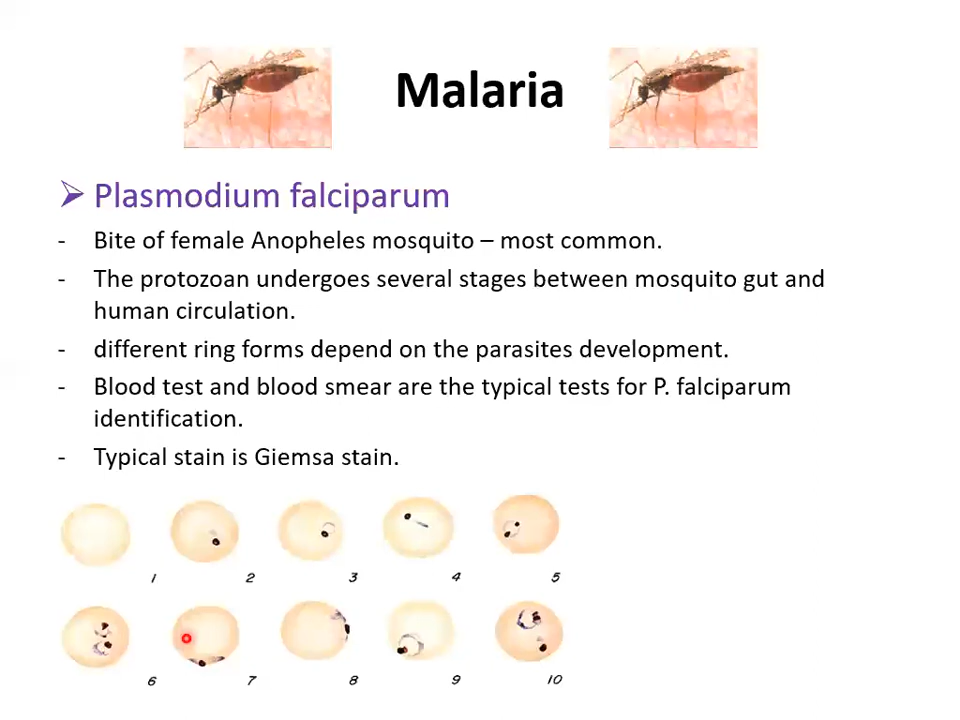 Malaria
➢ Plasmodium falciparum
- Bite of female Anopheles mosquito – most common.
- The protozoan undergoes several stages between mosquito gut and
human circulation.
- different ring forms depend on the parasites development.
- Blood test and blood smear are the typical tests for P. falciparum
identification.
- Typical stain is Giemsa stain.
1 2 3 4 5
6 7 8 9 10